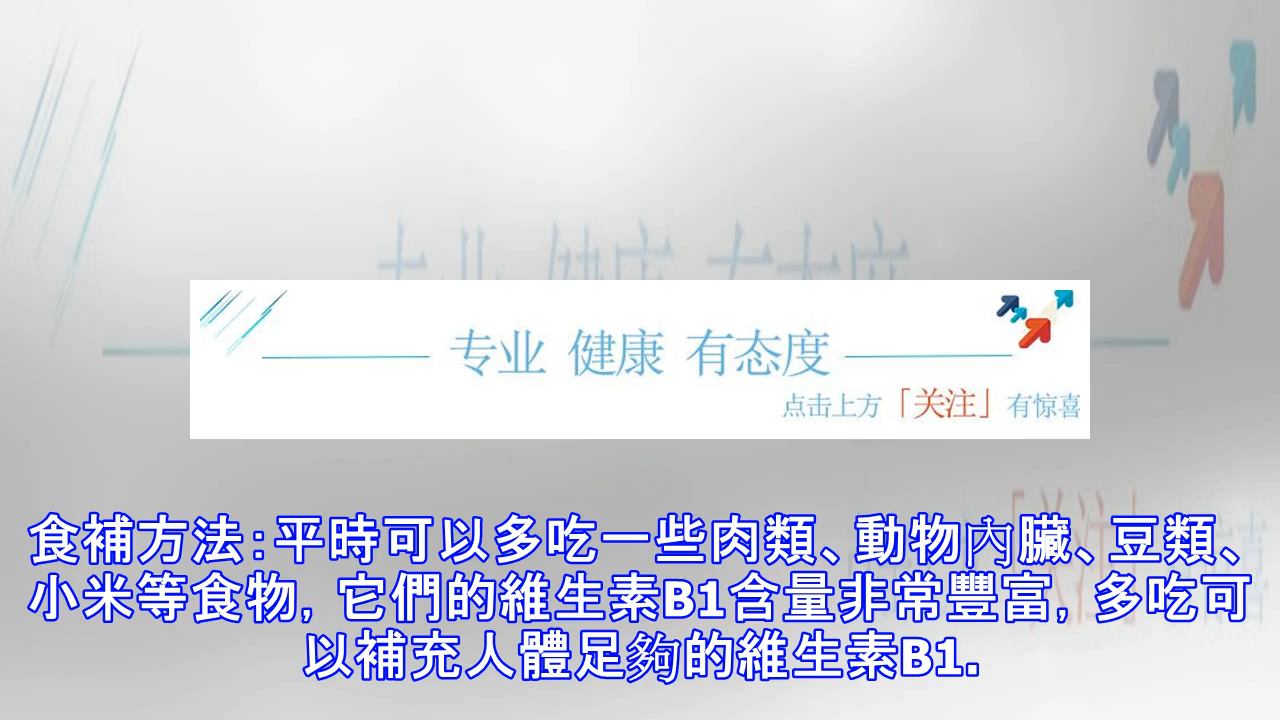 专业 健康 有态度
点击上方「关注」有惊喜
食補方法:平時可以多吃一些肉類、動物內臟、豆類、
小米等食物, 它們的維生素B1含量非常豐富, 多吃可
以補充人體足夠的維生素B1.